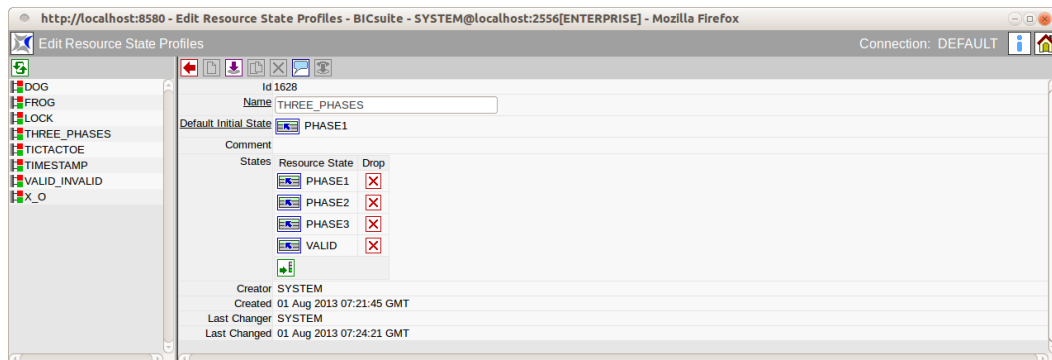 http://localhost:8580 - Edit Resource State Profiles - BICsuite - SYSTEM@localhost:2556[ENTERPRISE] - Mozilla Firefox
Edit Resource State Profiles
Connection: DEFAULT
DOG
FROG
LOCK
THREE_PHASES
TICTACTOE
TIMESTAMP
VALID_INVALID
X_O
Id 1628
Name THREE_PHASES
Default Initial State PHASE1
Comment
States Resource State Drop
PHASE1
PHASE2
PHASE3
VALID
Creator SYSTEM
Created 01 Aug 2013 07:21:45 GMT
Last Changer SYSTEM
Last Changed 01 Aug 2013 07:24:21 GMT